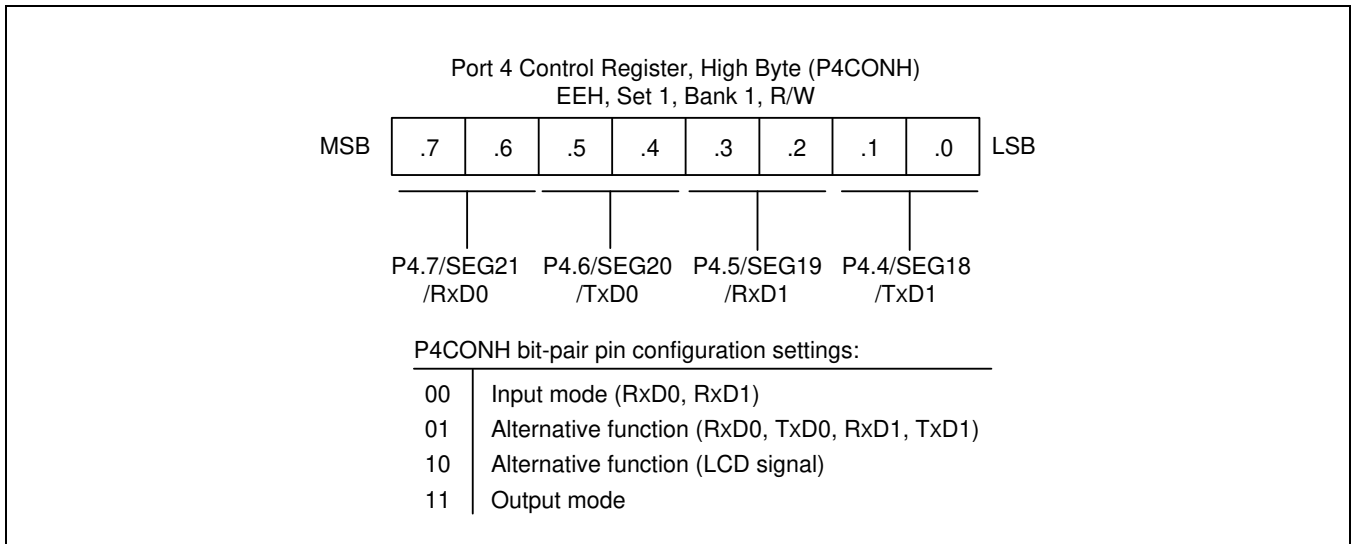 Port 4 Control Register, High Byte (P4CONH)
EEH, Set 1, Bank 1, R/W
MSB .7 .6 .5 .4 .3 .2 .1 .0 LSB
P4.7/SEG21 P4.6/SEG20 P4.5/SEG19 P4.4/SEG18
/RxD0 /TxD0 /RxD1 /TxD1
P4CONH bit-pair pin configuration settings:
00 Input mode (RxD0, RxD1)
01 Alternative function (RxD0, TxD0, RxD1, TxD1)
10 Alternative function (LCD signal)
11 Output mode